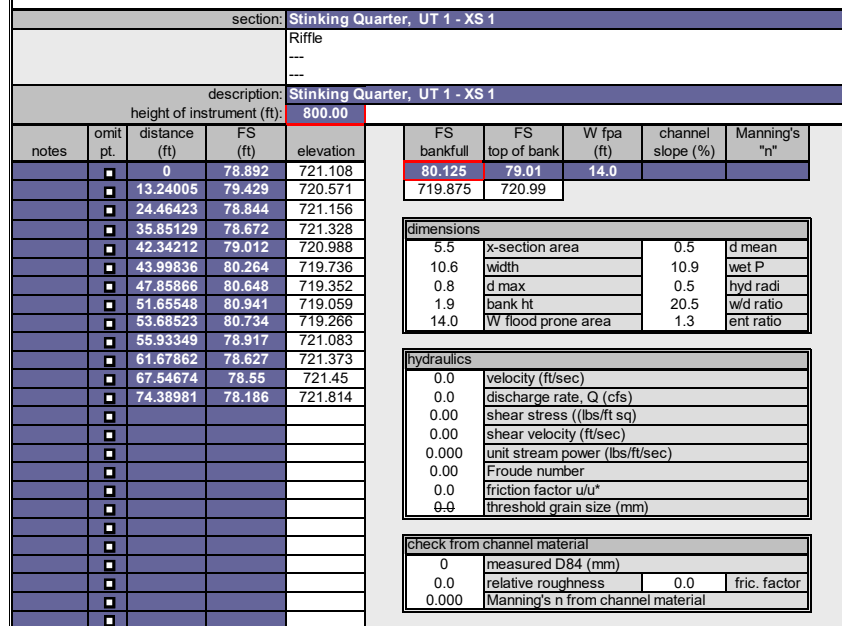 section: Stinking Quarter, UT 1 - XS 1
Riffle
---
---
description: Stinking Quarter, UT 1 - XS 1
height of instrument (ft): 800.00
omit distance FS FS FS W fpa channel Manning's
notes pt. (ft) (ft) elevation bankfull top of bank (ft) slope (%) "n"
0 78.892 721.108 80.125 79.01 14.0
13.24005 79.429 720.571 719.875 720.99
24.46423 78.844 721.156
35.85129 78.672 721.328 dimensions
42.34212 79.012 720.988 5.5 x-section area 0.5 d mean
43.99836 80.264 719.736 10.6 width 10.9 wet P
47.85866 80.648 719.352 0.8 d max 0.5 hyd radi
51.65548 80.941 719.059 1.9 bank ht 20.5 w/d ratio
53.68523 80.734 719.266 14.0 W flood prone area 1.3 ent ratio
55.93349 78.917 721.083
61.67862 78.627 721.373 hydraulics
67.54674 78.55 721.45 0.0 velocity (ft/sec)
74.38981 78.186 721.814 0.0 discharge rate, Q (cfs)
0.00 shear stress ((lbs/ft sq)
0.00 shear velocity (ft/sec)
0.000 unit stream power (lbs/ft/sec)
0.00 Froude number
0.0 friction factor u/u*
0.0 threshold grain size (mm)
check from channel material
0 measured D84 (mm)
0.0 relative roughness 0.0 fric. factor
0.000 Manning's n from channel material